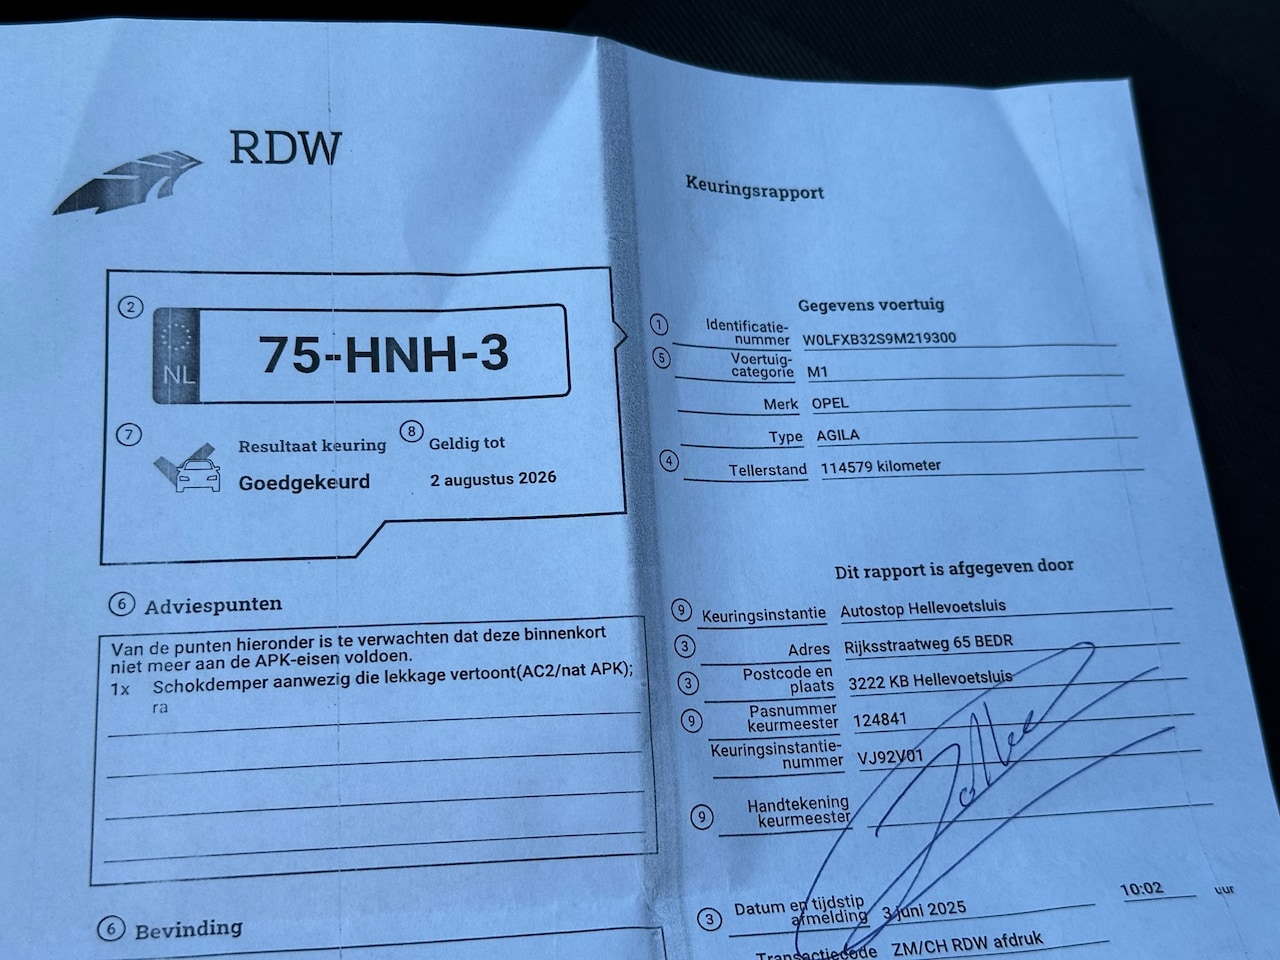 RDW
Keuringsrapport
2
NL
75-HNH-3
7
Resultaat keuring
Goedgekeurd
8
Geldig tot
2 augustus 2026
6 Adviespunten
Van de punten hieronder is te verwachten dat deze binnenkort
niet meer aan de APK-eisen voldoen.
1x Schokdemper aanwezig die lekkage vertoont(AC2/nat APK);
ra
6 Bevinding
Gegevens voertuig
1 Identificatie-
nummer W0LFXB32S9M219300
5 Voertuig-
categorie M1
Merk OPEL
Type AGILA
4 Tellerstand 114579 kilometer
Dit rapport is afgegeven door
9 Keuringsinstantie Autostop Hellevoetsluis
3 Adres Rijksstraatweg 65 BEDR
3 Postcode en
plaats 3222 KB Hellevoetsluis
9 Pasnummer
keurmeester 124841
Keuringsinstantie-
nummer VJ92V01
9 Handtekening
keurmeester
3 Datum en tijdstip
afmelding 3 juni 2025 10:02 uur
Transactiecode ZM/CH RDW afdruk